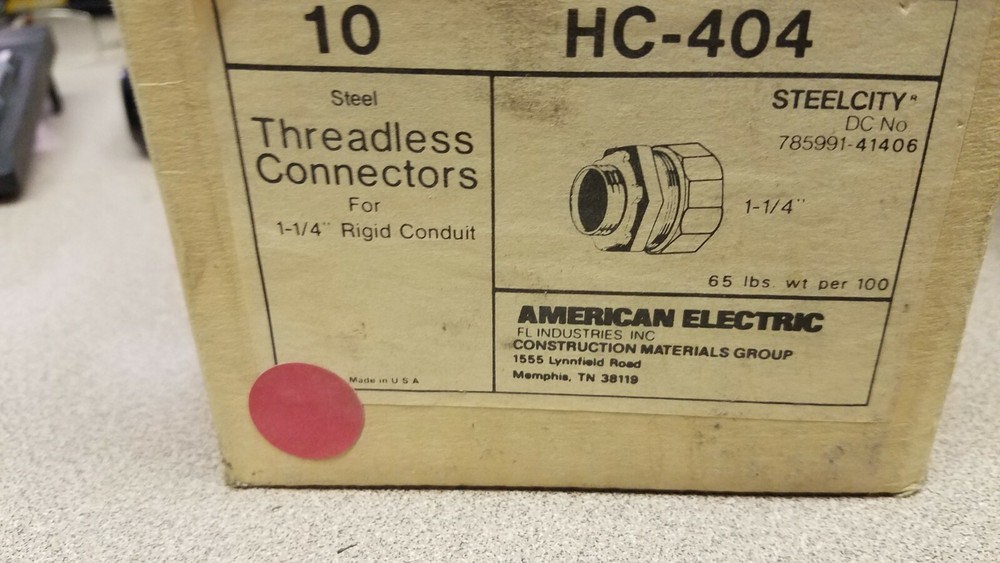 10 HC-404
Steel
Threadless
Connectors
For
1-1/4" Rigid Conduit
Made in U S A
STEELCITY R
DC No
785991-41406
1-1/4"
65 lbs. wt per 100
AMERICAN ELECTRIC
FL INDUSTRIES INC
CONSTRUCTION MATERIALS GROUP
1555 Lynnfield Road
Memphis, TN 38119